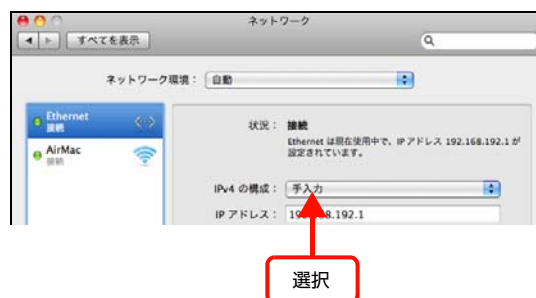 ネットワーク
すべてを表示
ネットワーク環境： 自動
Ethernet
接続
状況： 接続
Ethernet は現在使用中で、IP アドレス 192.168.192.1 が
設定されています。
AirMac
接続
IPv4 の構成： 手入力
IP アドレス： 192.168.192.1
選択